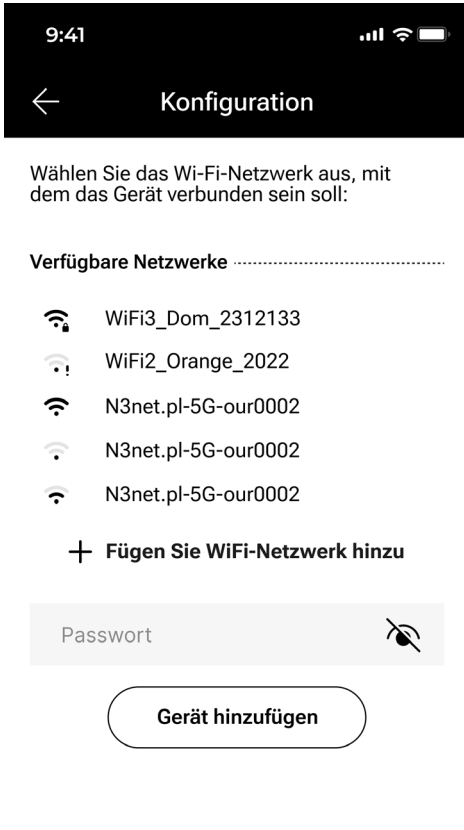 9:41
Konfiguration
Wählen Sie das Wi-Fi-Netzwerk aus, mit
dem das Gerät verbunden sein soll:
Verfügbare Netzwerke
WiFi3_Dom_2312133
WiFi2_Orange_2022
N3net.pl-5G-our0002
N3net.pl-5G-our0002
N3net.pl-5G-our0002
+ Fügen Sie WiFi-Netzwerk hinzu
Passwort
Gerät hinzufügen